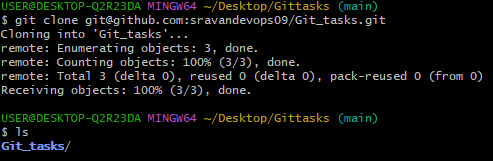 USER@DESKTOP-Q2R23DA MINGW64 ~/Desktop/Gittasks (main)
$ git clone git@github.com:sravandevops09/Git_tasks.git
Cloning into 'Git_tasks'...
remote: Enumerating objects: 3, done.
remote: Counting objects: 100% (3/3), done.
remote: Total 3 (delta 0), reused 0 (delta 0), pack-reused 0 (from 0)
Receiving objects: 100% (3/3), done.
USER@DESKTOP-Q2R23DA MINGW64 ~/Desktop/Gittasks (main)
$ ls
Git_tasks/